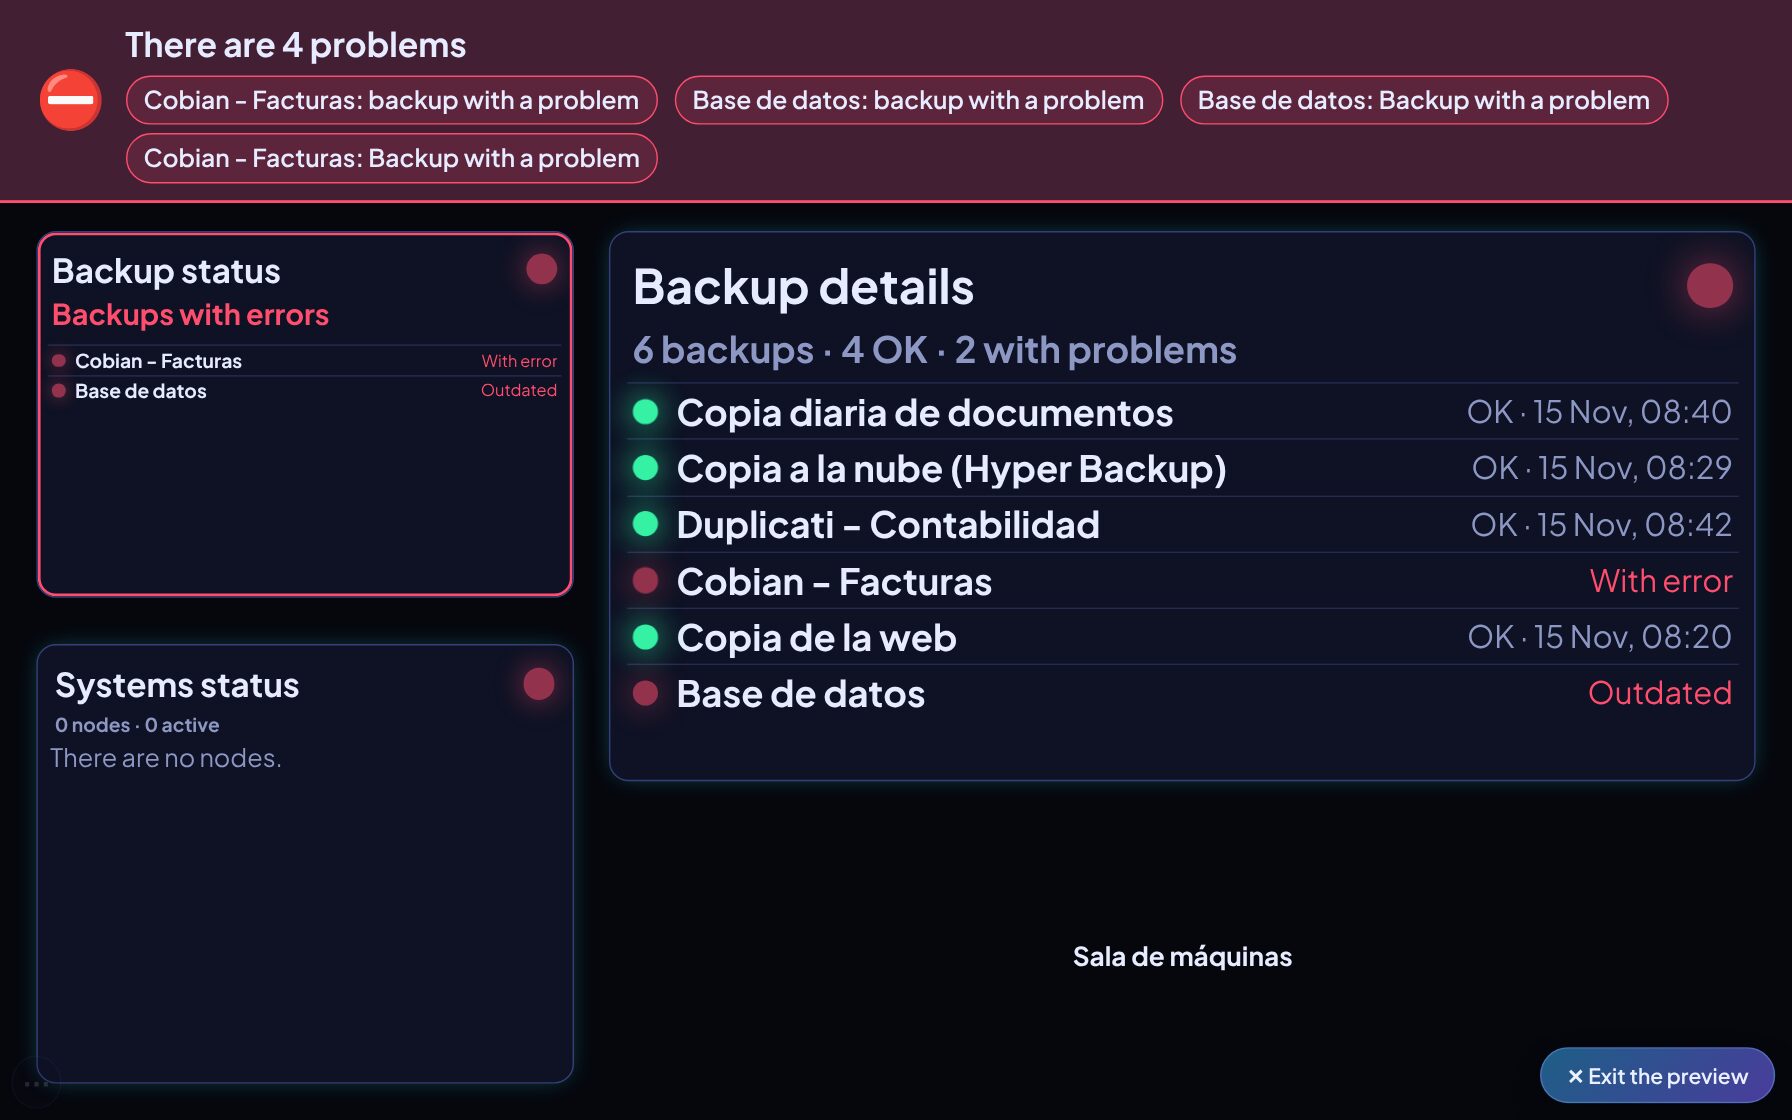 There are 4 problems
Cobian - Facturas: backup with a problem
Base de datos: backup with a problem
Base de datos: Backup with a problem
Cobian - Facturas: Backup with a problem
Backup status
Backups with errors
Cobian - Facturas With error
Base de datos Outdated
Systems status
0 nodes · 0 active
There are no nodes.
Backup details
6 backups · 4 OK · 2 with problems
Copia diaria de documentos OK · 15 Nov, 08:40
Copia a la nube (Hyper Backup) OK · 15 Nov, 08:29
Duplicati – Contabilidad OK · 15 Nov, 08:42
Cobian – Facturas With error
Copia de la web OK · 15 Nov, 08:20
Base de datos Outdated
Sala de máquinas
✕ Exit the preview